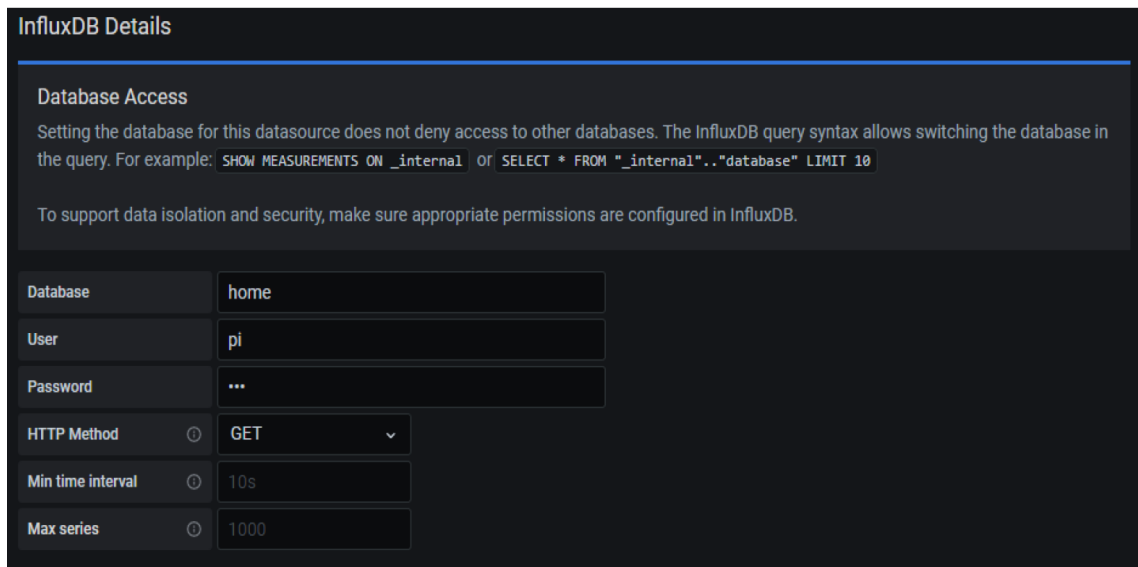 InfluxDB Details
Database Access
Setting the database for this datasource does not deny access to other databases. The InfluxDB query syntax allows switching the database in
the query. For example: SHOW MEASUREMENTS ON _internal or SELECT * FROM "_internal".."database" LIMIT 10
To support data isolation and security, make sure appropriate permissions are configured in InfluxDB.
Database home
User pi
Password •••
HTTP Method GET
Min time interval 10s
Max series 1000